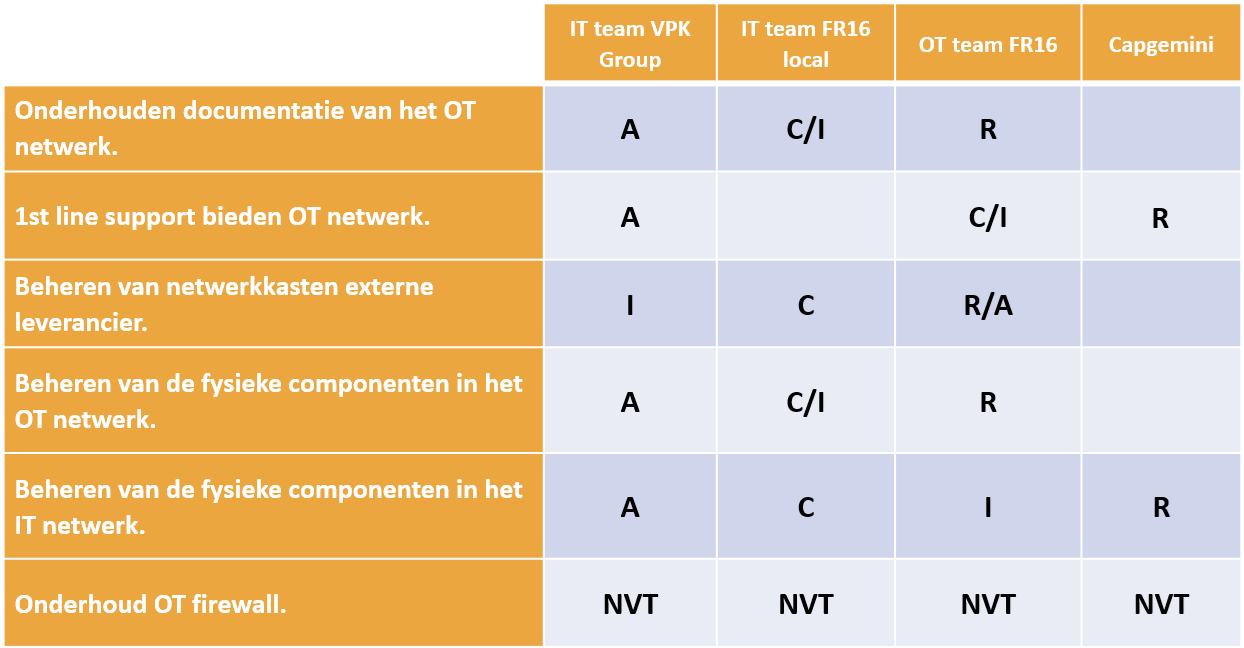 IT team VPK
Group
IT team FR16
local
OT team FR16
Capgemini
Onderhouden documentatie van het OT
netwerk.
A
C/I
R
1st line support bieden OT netwerk.
A
C/I
R
Beheren van netwerkkasten externe
leverancier.
I
C
R/A
Beheren van de fysieke componenten in het
OT netwerk.
A
C/I
R
Beheren van de fysieke componenten in het
IT netwerk.
A
C
I
R
Onderhoud OT firewall.
NVT
NVT
NVT
NVT